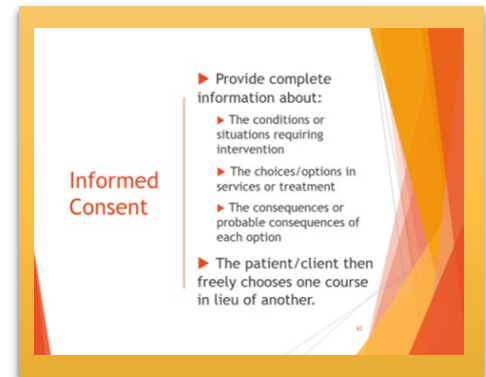 Informed
Consent
Provide complete
information about:
The conditions or
situations requiring
intervention
The choices/options in
services or treatment
The consequences or
probable consequences of
each option
The patient/client then
freely chooses one course
in lieu of another.
62